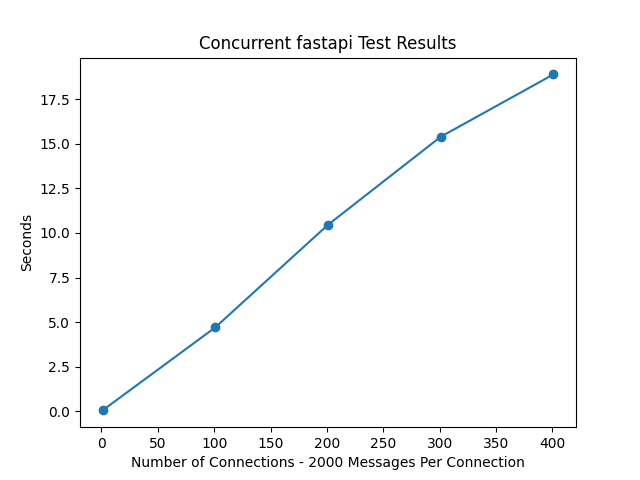 Concurrent fastapi Test Results
17.5
15.0
12.5
10.0
7.5
5.0
2.5
0.0
Seconds
0 50 100 150 200 250 300 350 400
Number of Connections - 2000 Messages Per Connection